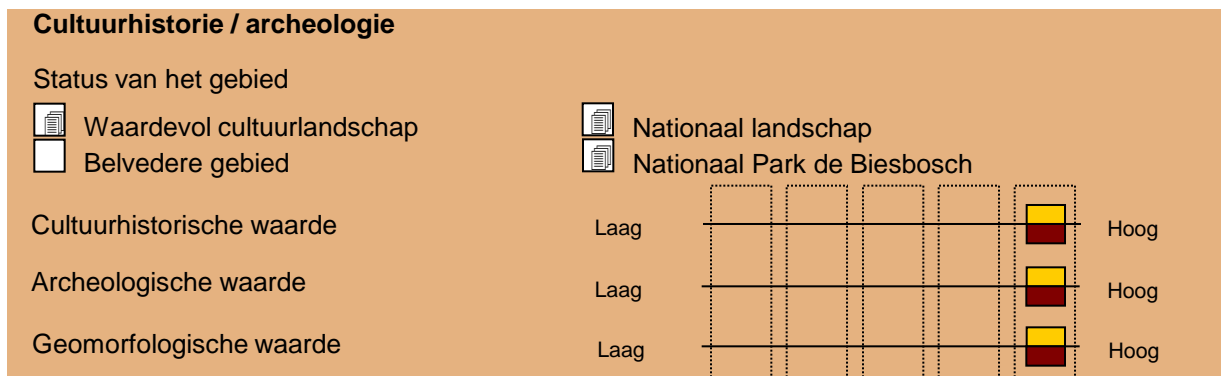 Cultuurhistorie / archeologie
Status van het gebied
Waardevol cultuurlandschap Nationaal landschap
Belvedere gebied Nationaal Park de Biesbosch
Cultuurhistorische waarde Laag Hoog
Archeologische waarde Laag Hoog
Geomorfologische waarde Laag Hoog